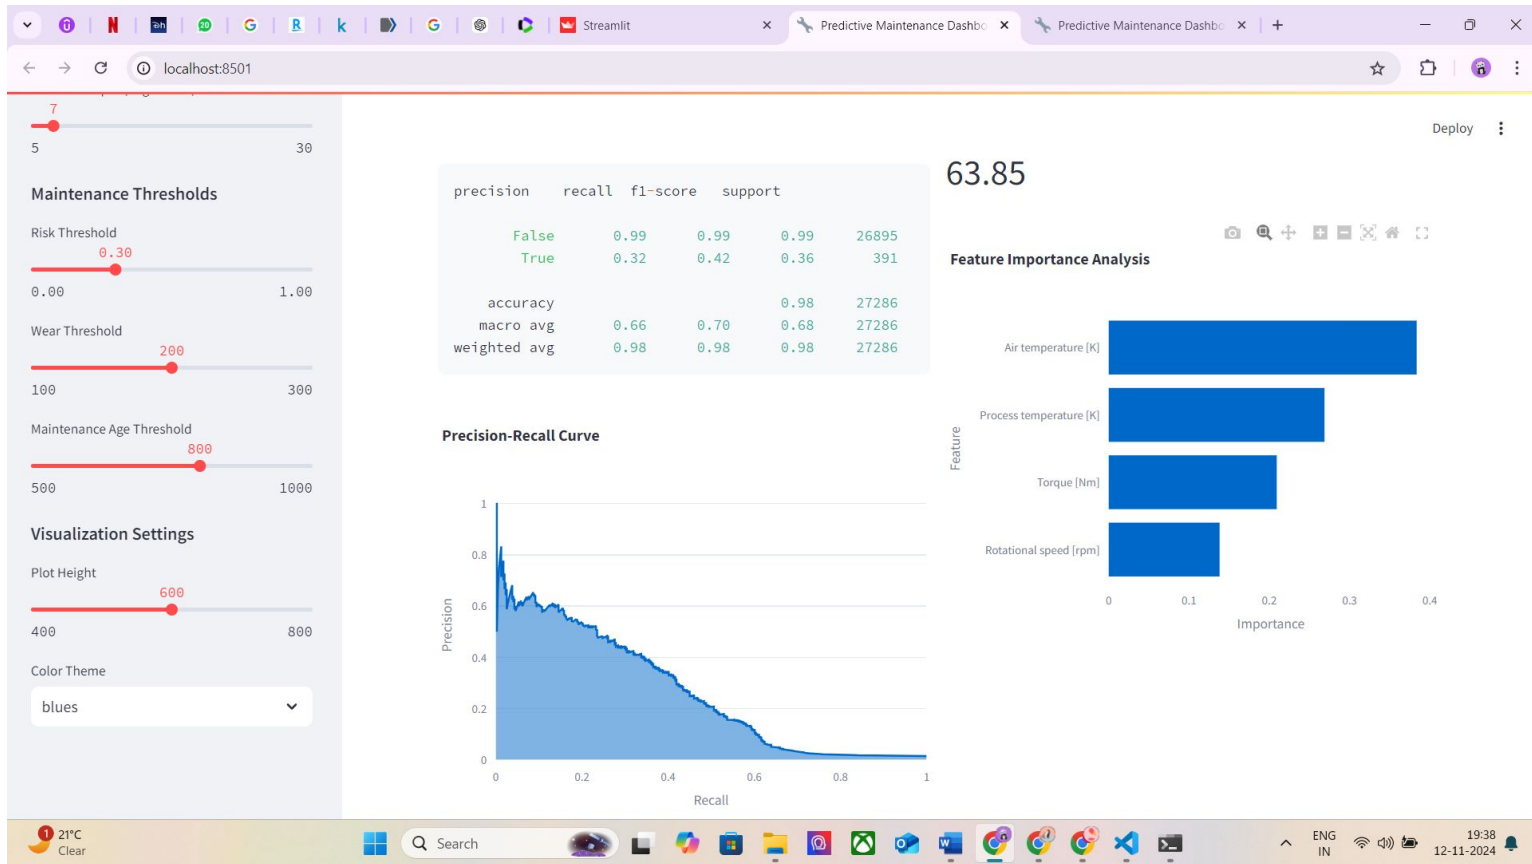 Streamlit
Predictive Maintenance Dashbo
Predictive Maintenance Dashbo
localhost:8501
Deploy
7
5 30
Maintenance Thresholds
Risk Threshold
0.30
0.00 1.00
Wear Threshold
200
100 300
Maintenance Age Threshold
800
500 1000
Visualization Settings
Plot Height
600
400 800
Color Theme
blues
precision recall f1-score support
False 0.99 0.99 0.99 26895
True 0.32 0.42 0.36 391
accuracy 0.98 27286
macro avg 0.66 0.70 0.68 27286
weighted avg 0.98 0.98 0.98 27286
Precision-Recall Curve
1
0.8
0.6
0.4
0.2
0
Precision
0 0.2 0.4 0.6 0.8 1
Recall
63.85
Feature Importance Analysis
Air temperature [K]
Process temperature [K]
Torque [Nm]
Rotational speed [rpm]
Feature
0 0.1 0.2 0.3 0.4
Importance
1
21°C
Clear
Search
ENG
IN
19:38
12-11-2024